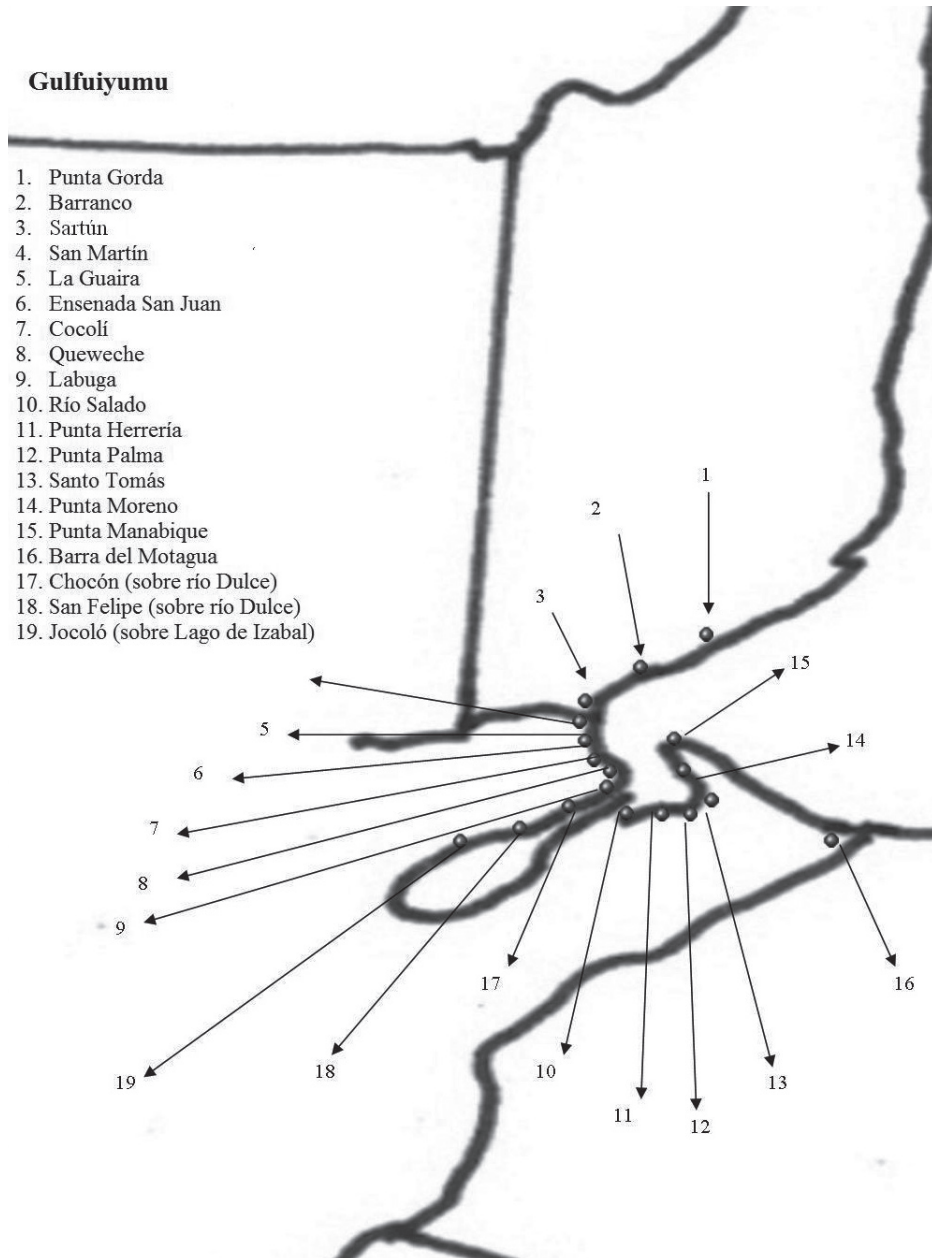 Gulfuiyumu
1. Punta Gorda
2. Barranco
3. Sartún
4. San Martín
5. La Guaira
6. Ensenada San Juan
7. Cocolí
8. Queweche
9. Labuga
10. Río Salado
11. Punta Herrería
12. Punta Palma
13. Santo Tomás
14. Punta Moreno
15. Punta Manabique
16. Barra del Motagua
17. Chocón (sobre río Dulce)
18. San Felipe (sobre río Dulce)
19. Jocoló (sobre Lago de Izabal)
1
2
3
15
5
14
6
7
8
9
17
16
10
18
19
13
11
12